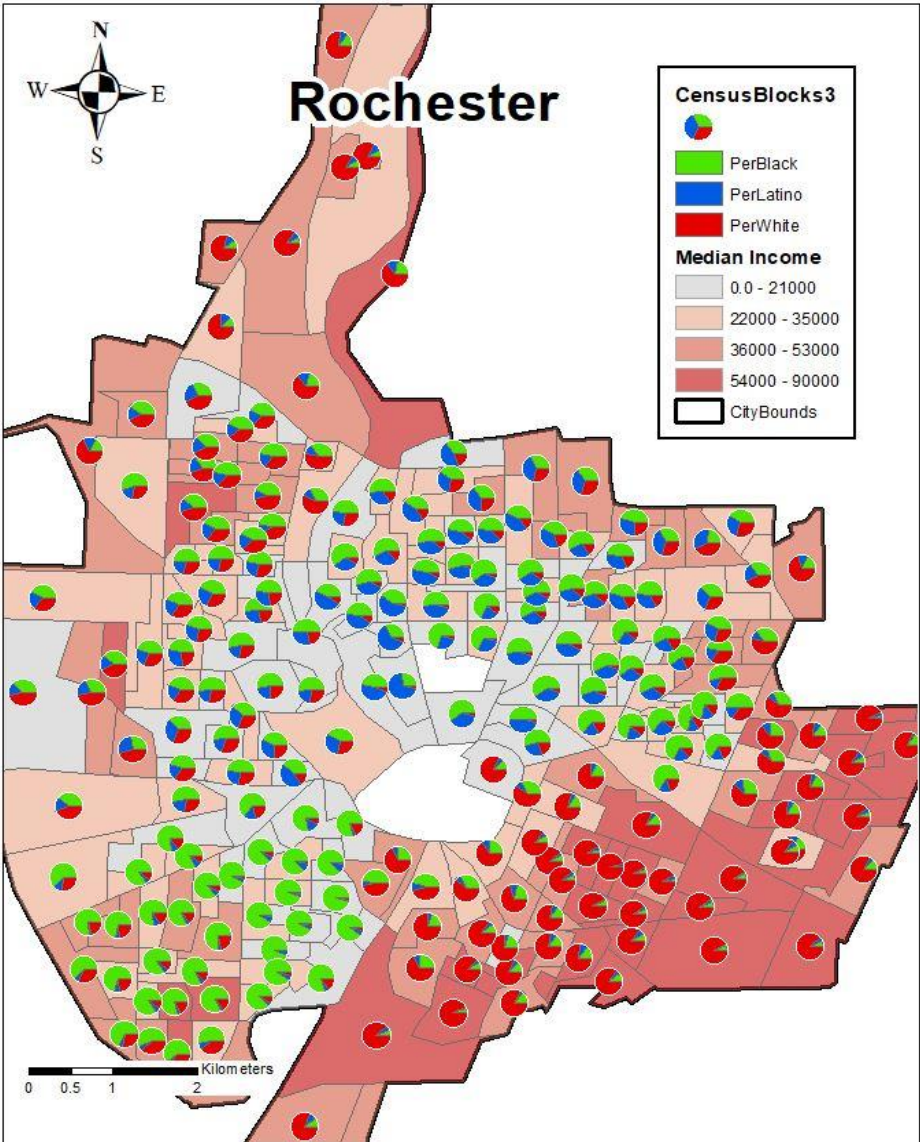 N
W
E
S
Rochester
CensusBlocks3
PerBlack
PerLatino
PerWhite
Median Income
0.0 - 21000
22000 - 35000
36000 - 53000
54000 - 90000
CityBounds
Kilometers
0 0.5 1 2